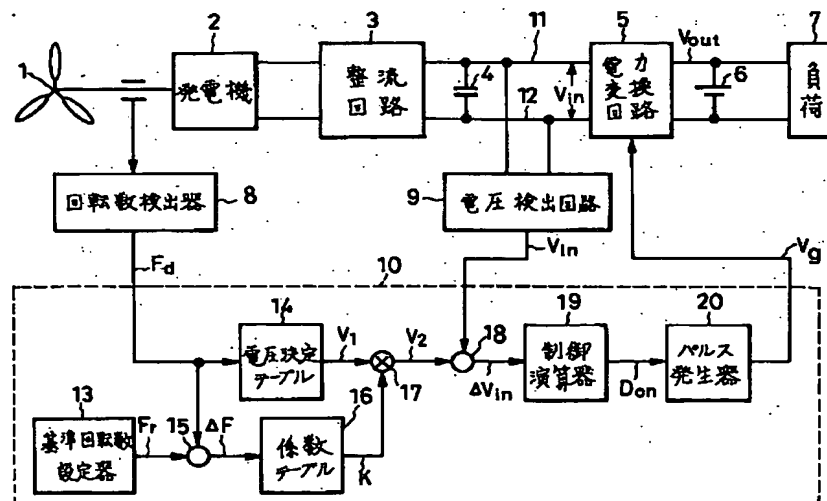 1
2
発電機
3
整流
回路
4
11
12
Vin
5
電力
変換
回路
Vout
6
7
負荷
回転数検出器
8
9
電圧検出回路
Fd
Vin
Vg
10
14
電圧決定
テーブル
V1
17
V2
18
ΔVin
19
制御
演算器
Don
20
パルス
発生器
13
基準回転数
設定器
Fr
15
ΔF
16
係数
テーブル
K